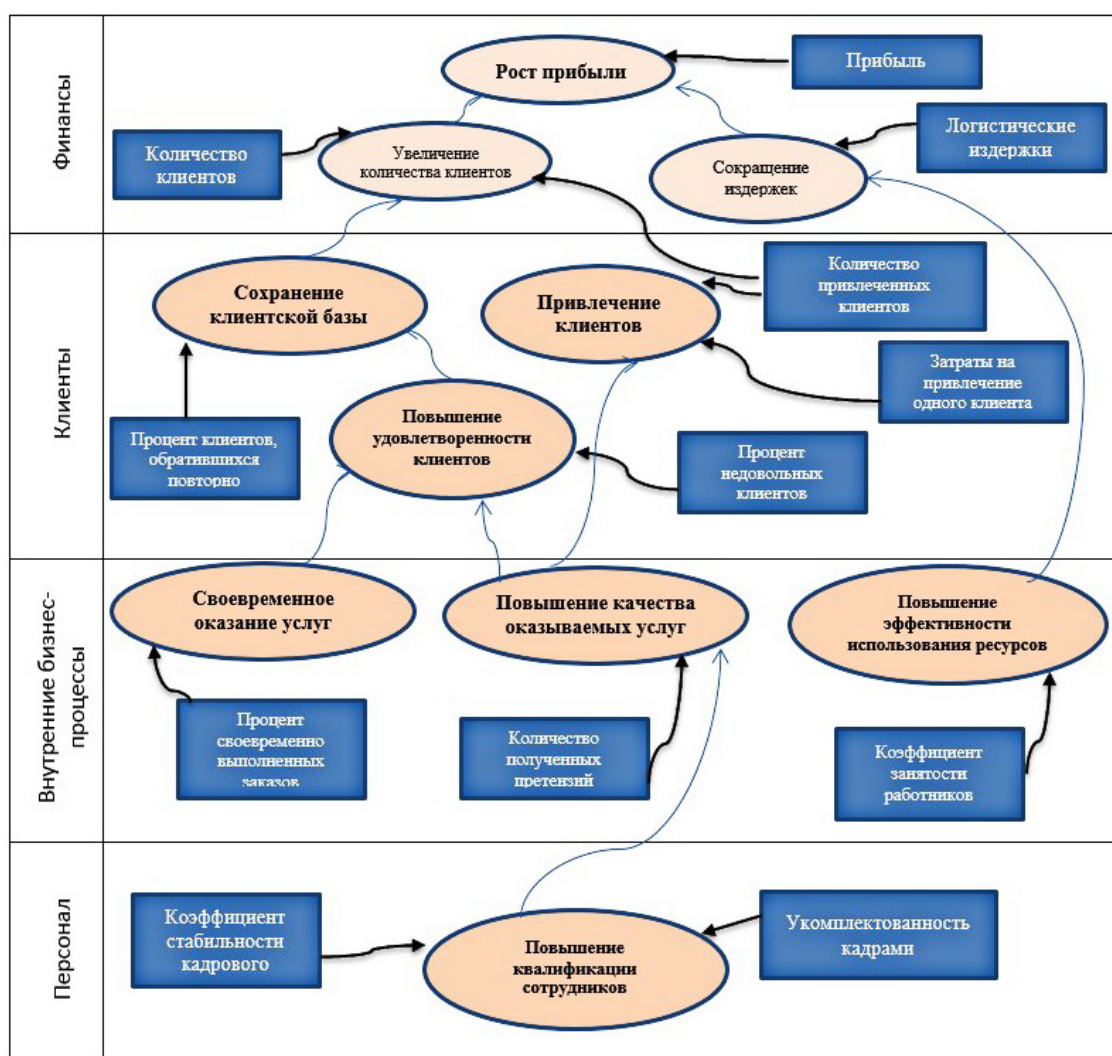 Финансы
Рост прибыли
Прибыль
Количество
клиентов
Увеличение
количества клиентов
Сокращение
издержек
Логистические
издержки
Клиенты
Сохранение
клиентской базы
Привлечение
клиентов
Количество
привлеченных
клиентов
Затраты на
привлечение
одного клиента
Процент клиентов,
обратившихся
повторно
Повышение
удовлетворенности
клиентов
Процент
недовольных
клиентов
Внутренние бизнес-
процессы
Своевременное
оказание услуг
Повышение качества
оказываемых услуг
Повышение
эффективности
использования ресурсов
Процент
своевременно
выполненных
заказов
Количество
полученных
претензий
Коэффициент
занятости
работников
Персонал
Коэффициент
стабильности
кадрового
Повышение
квалификации
сотрудников
Укомплектованность
кадрами